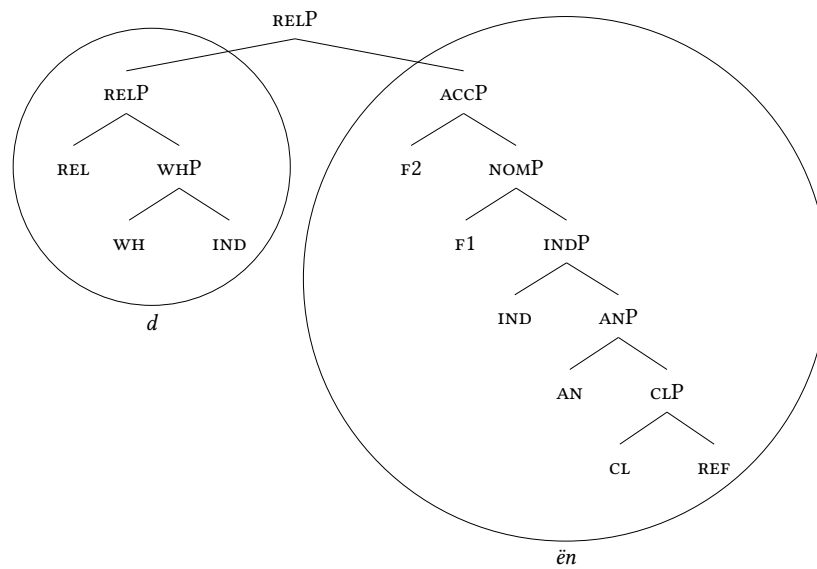 RELP
RELP ACCP
REL WHP F2 NOMP
WH IND F1 INDP
d IND ANP
AN CLP
CL REF
ën